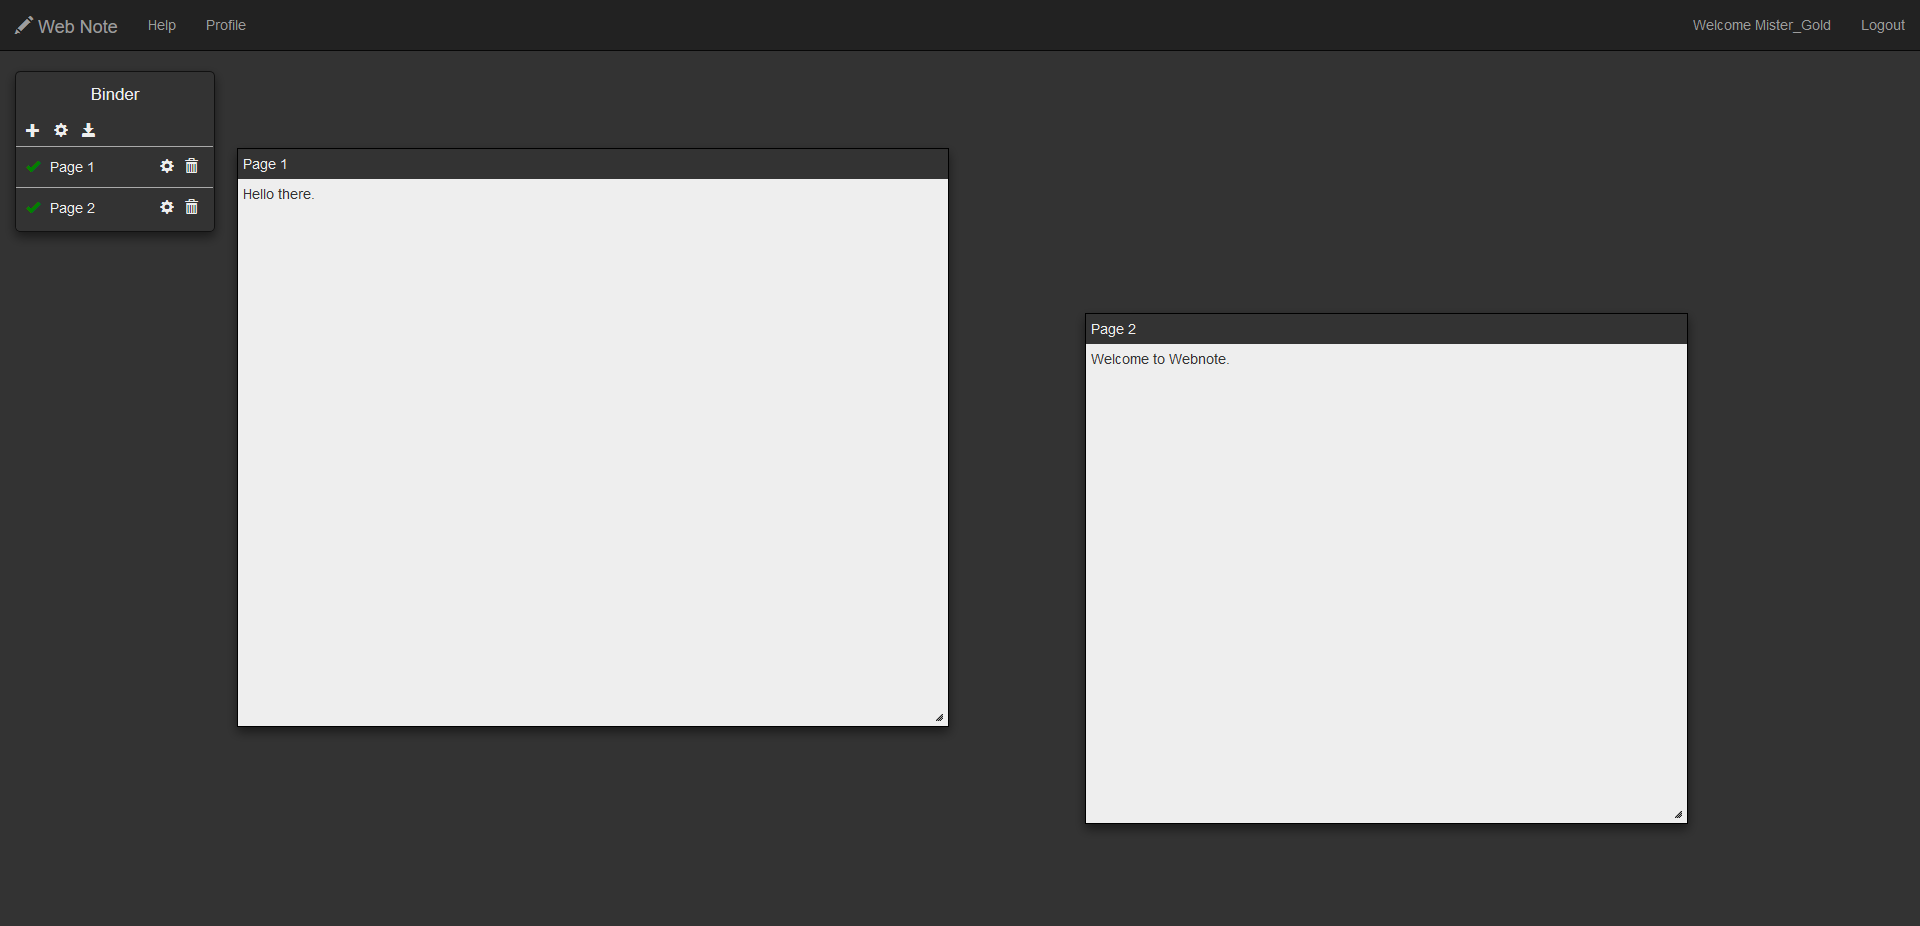 Web Note Help Profile Welcome Mister_Gold Logout
Binder
Page 1
Page 2
Page 1
Hello there.
Page 2
Welcome to Webnote.